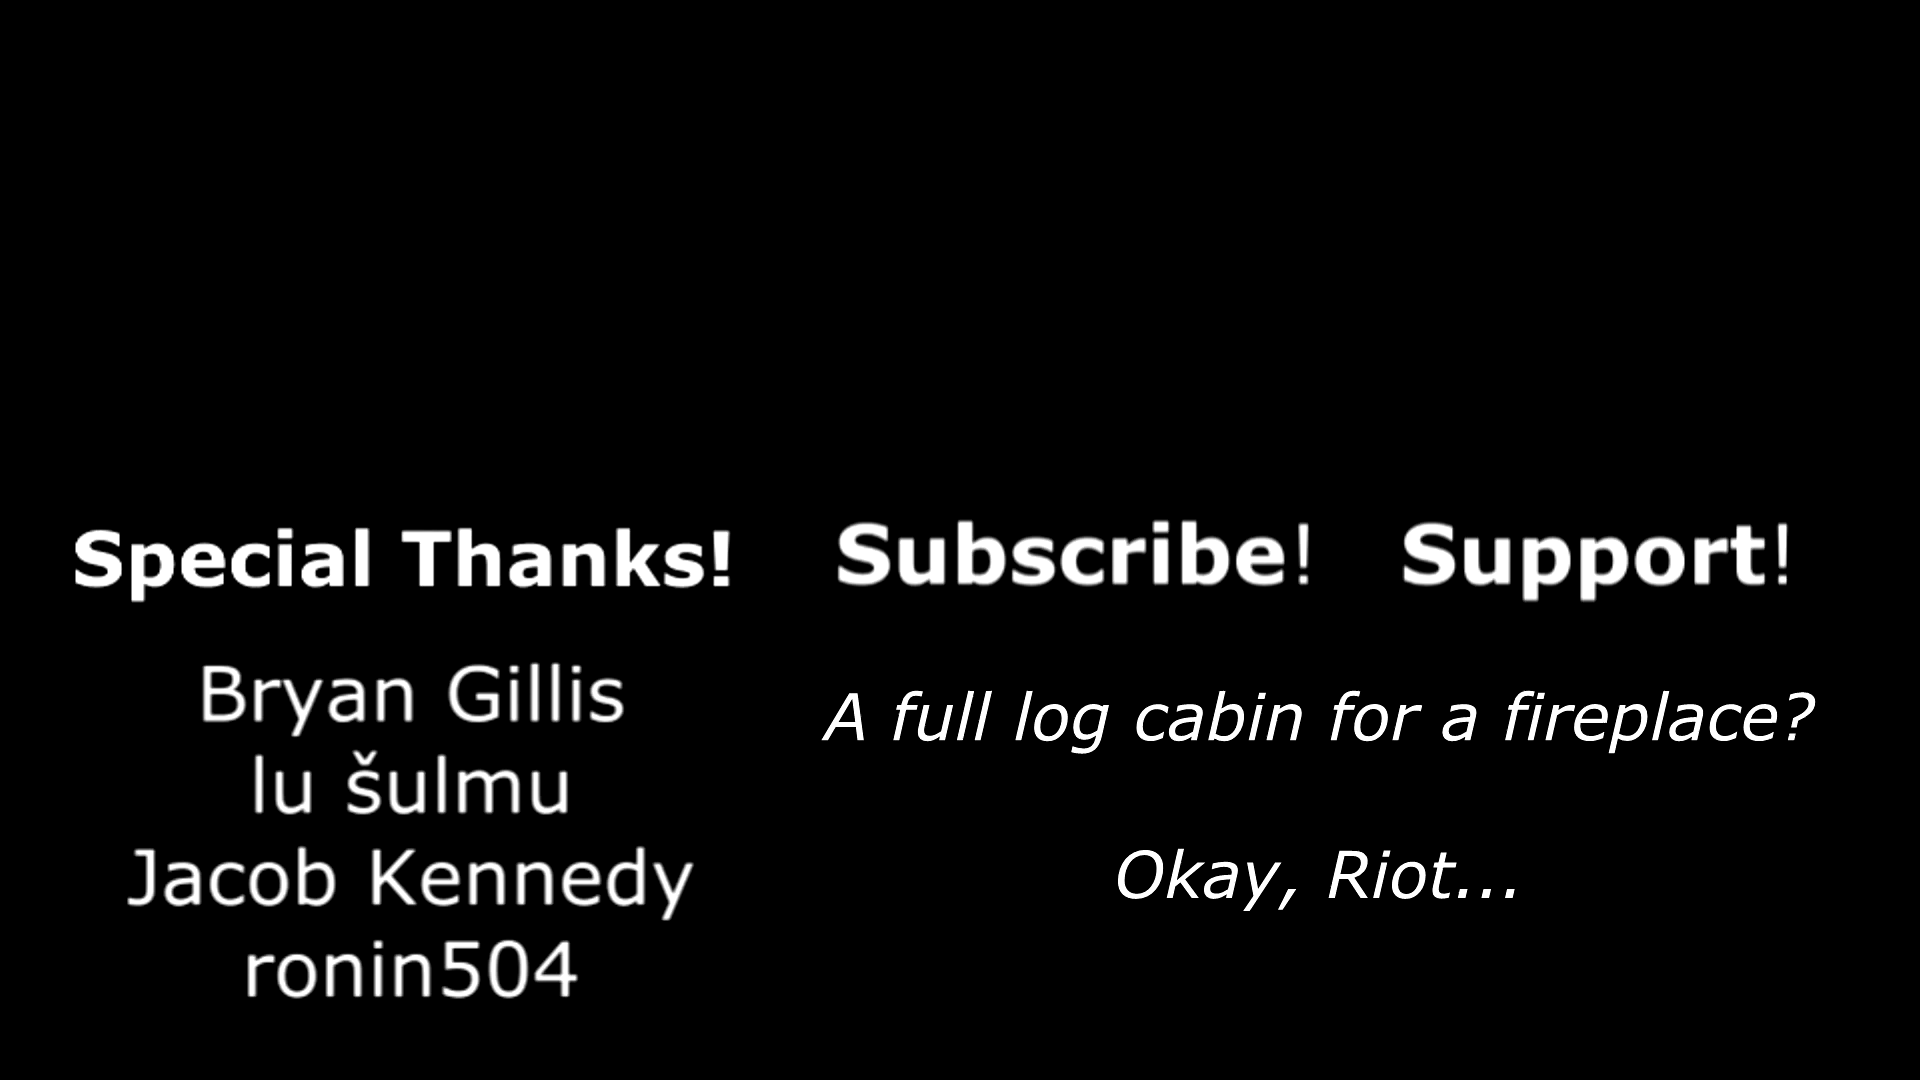 Special Thanks!
Bryan Gillis
lu šulmu
Jacob Kennedy
ronin504
Subscribe! Support!
A full log cabin for a fireplace?
Okay, Riot...